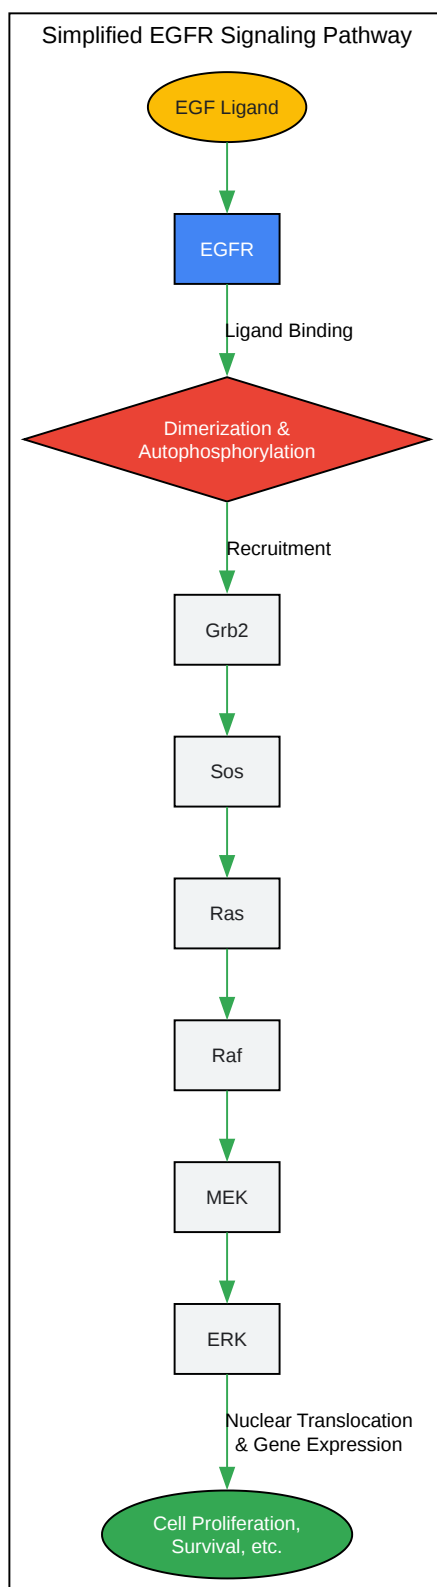 Simplified EGFR Signaling Pathway
EGF Ligand
EGFR
Ligand Binding
Dimerization &
Autophosphorylation
Recruitment
Grb2
Sos
Ras
Raf
MEK
ERK
Nuclear Translocation
& Gene Expression
Cell Proliferation,
Survival, etc.